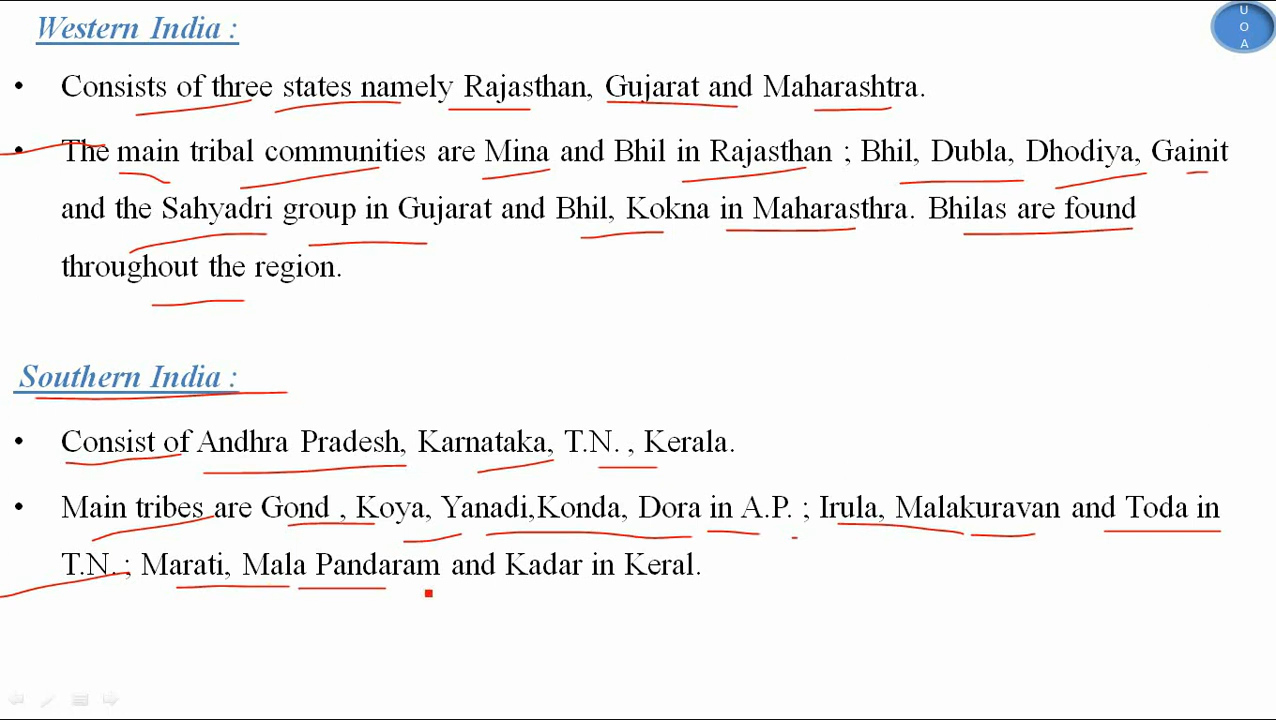 Western India :
U
O
A
• Consists of three states namely Rajasthan, Gujarat and Maharashtra.
• The main tribal communities are Mina and Bhil in Rajasthan ; Bhil, Dubla, Dhodiya, Gainit
and the Sahyadri group in Gujarat and Bhil, Kokna in Maharasthra. Bhilas are found
throughout the region.
Southern India :
• Consist of Andhra Pradesh, Karnataka, T.N. , Kerala.
• Main tribes are Gond , Koya, Yanadi,Konda, Dora in A.P. ; Irula, Malakuravan and Toda in
T.N. ; Marati, Mala Pandaram and Kadar in Keral.